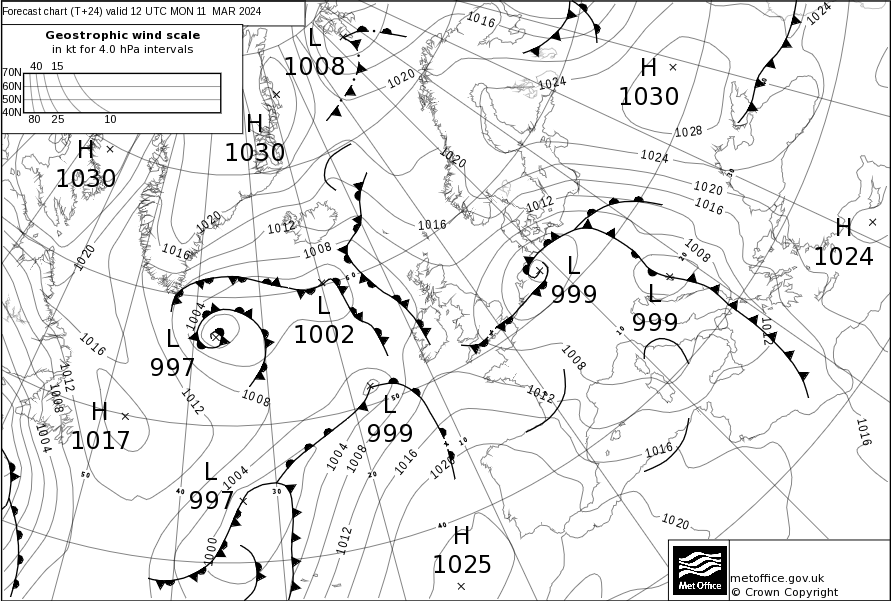 Forecast chart (T+24) valid 12 UTC MON 11 MAR 2024
Geostrophic wind scale
in kt for 4.0 hPa intervals
40 15
70N
60N
50N
40N
80 25 10
L
1008
H
1030
H
1030
H
1030
H
1024
L
999
L
999
L
1002
L
997
L
999
H
1017
L
997
H
1025
1016
1024
1020
1024
1028
1024
1020
1016
1020
1012
1016
1020
1012
1016
1008
1020
1004
1008
1016
1012
1008
1004
1012
1008
1008
1012
1012
1016
1016
1020
1004
1004
1008
1016
1020
1012
1000
50
40
30
20
10
40
50
60
10
20
30
metoffice.gov.uk
© Crown Copyright
Met Office